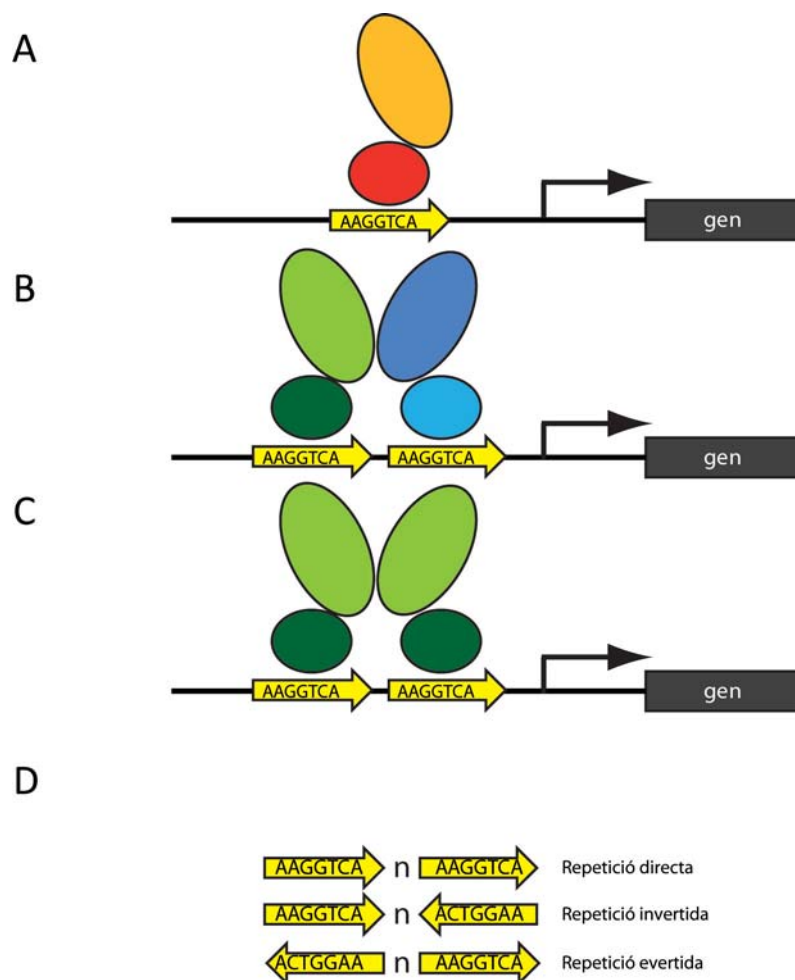 A
AAGGTCA
gen
B
AAGGTCA AAGGTCA
gen
C
AAGGTCA AAGGTCA
gen
D
AAGGTCA n AAGGTCA Repetició directa
AAGGTCA n ACTGGAA Repetició invertida
ACTGGAA n AAGGTCA Repetició evertida